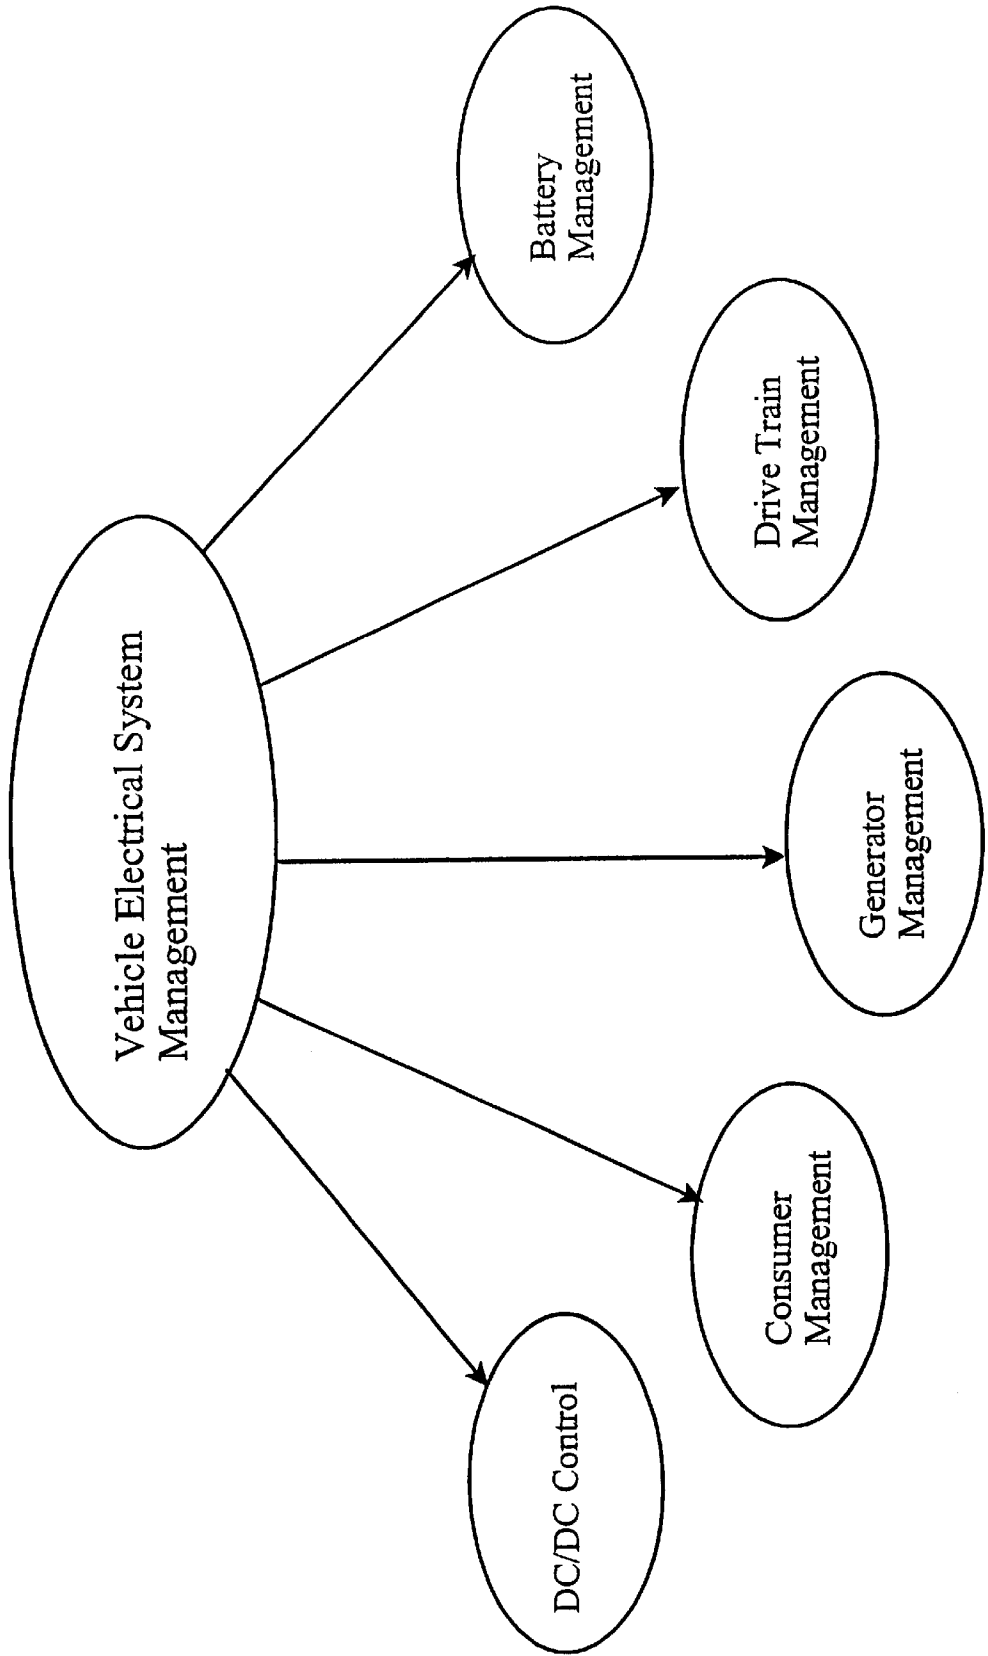 Vehicle Electrical System
Management
DC/DC Control
Consumer
Management
Generator
Management
Drive Train
Management
Battery
Management